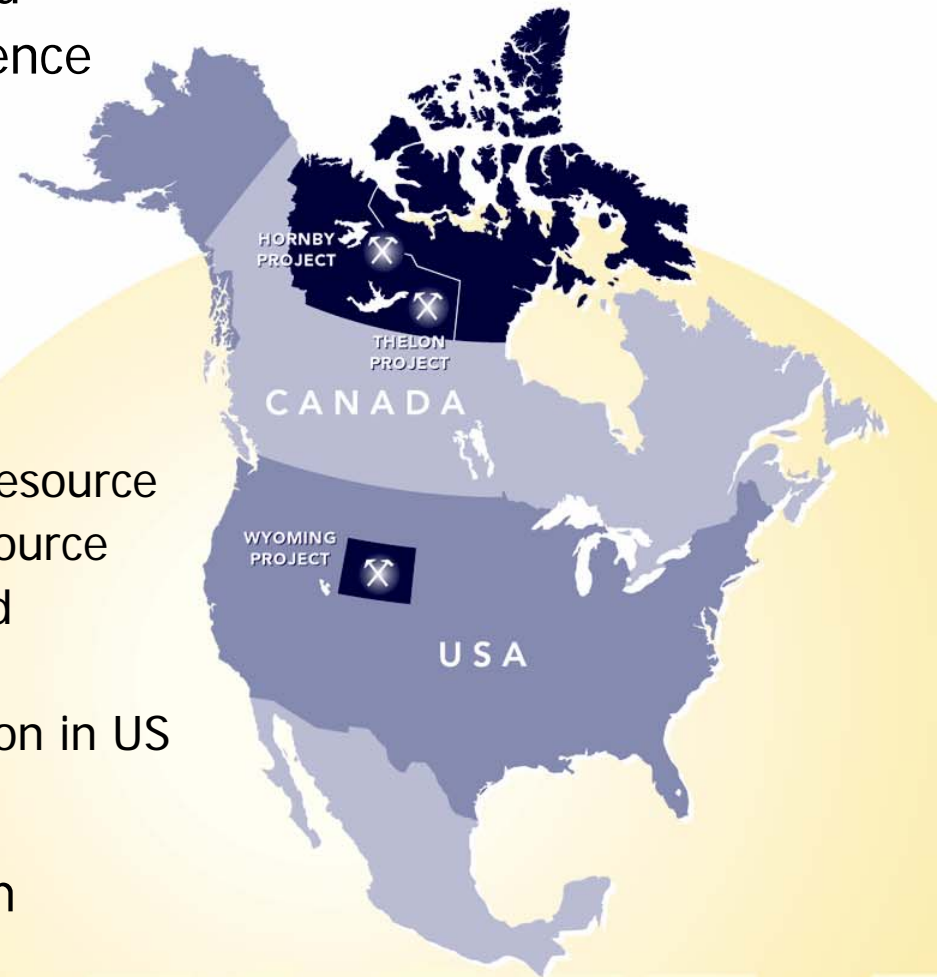 ence
HORNBY
PROJECT
THELON
PROJECT
CANADA
esource
WYOMING
PROJECT
ource
d
USA
on in US
n